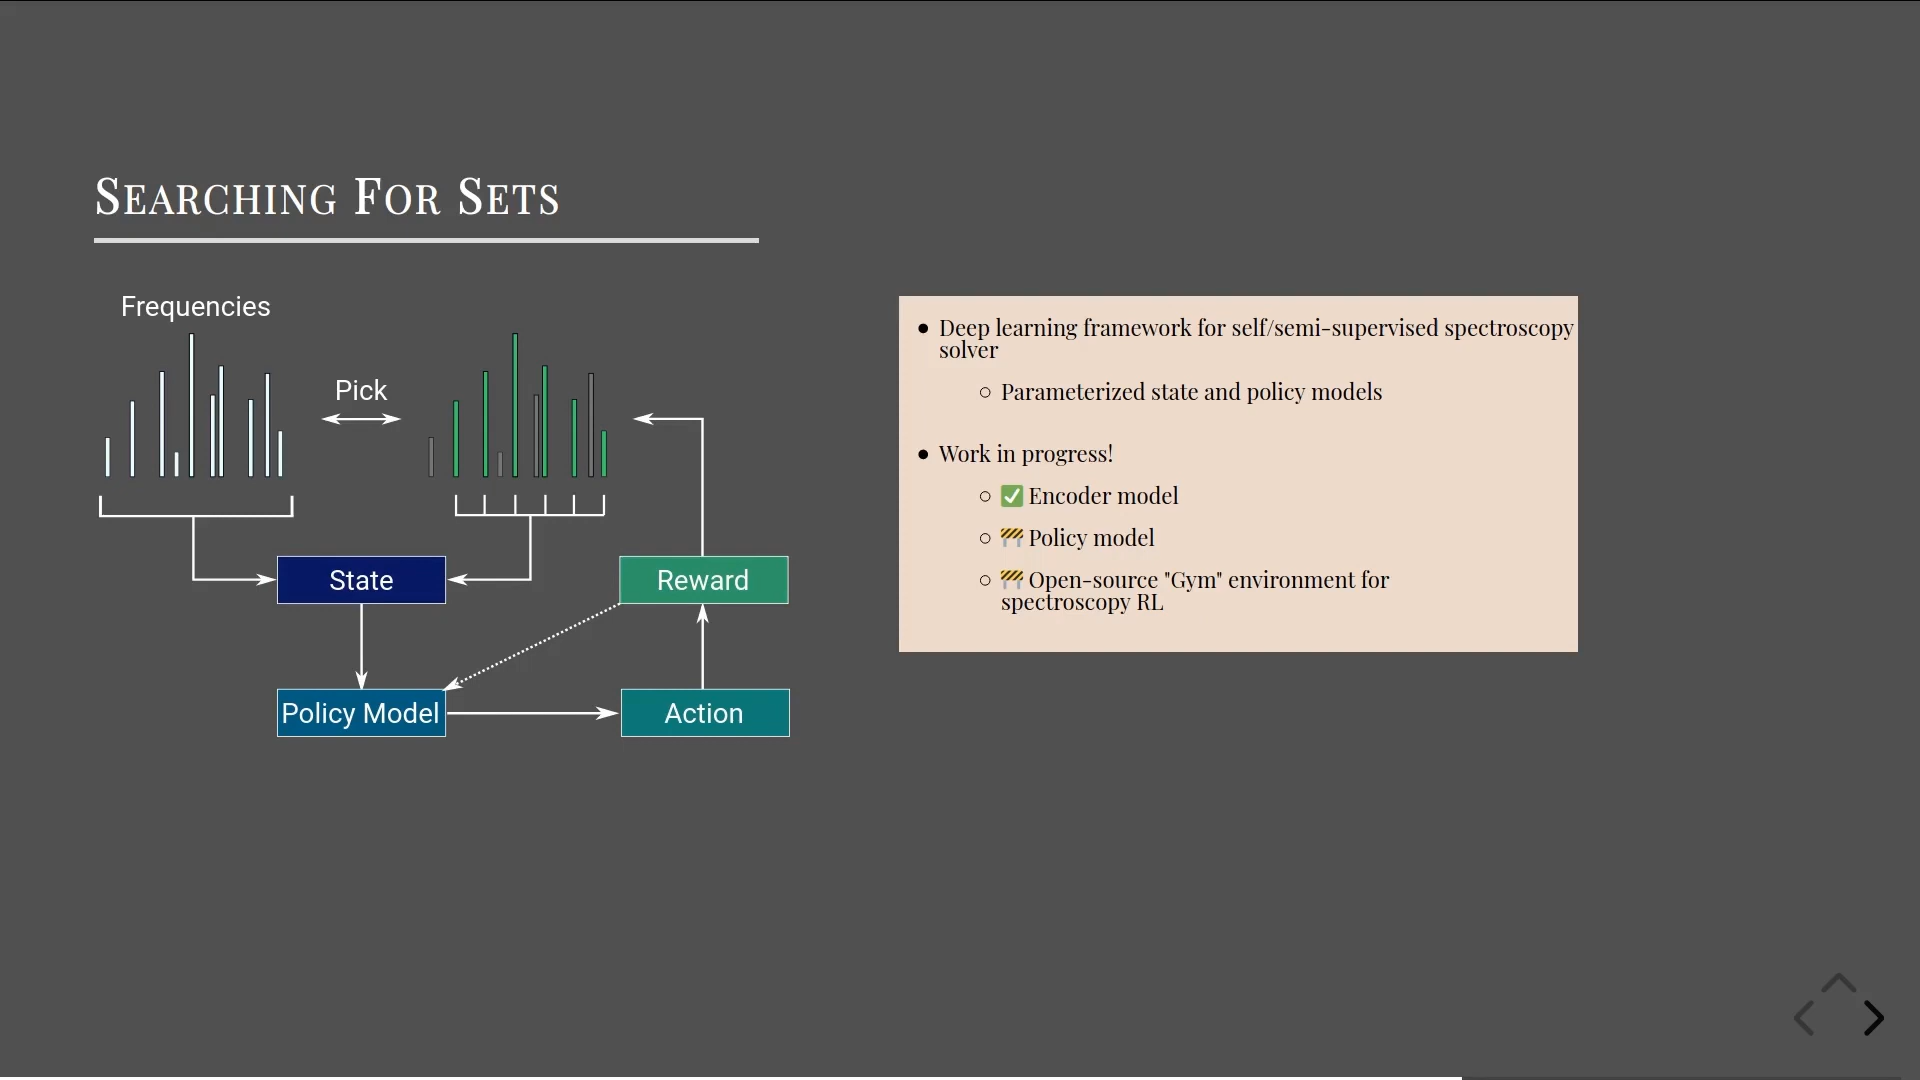 SEARCHING FOR SETS
Frequencies
Pick
State
Reward
Policy Model
Action
Deep learning framework for self/semi-supervised spectroscopy
solver
Parameterized state and policy models
Work in progress!
✅ Encoder model
🚧 Policy model
🚧 Open-source "Gym" environment for
spectroscopy RL